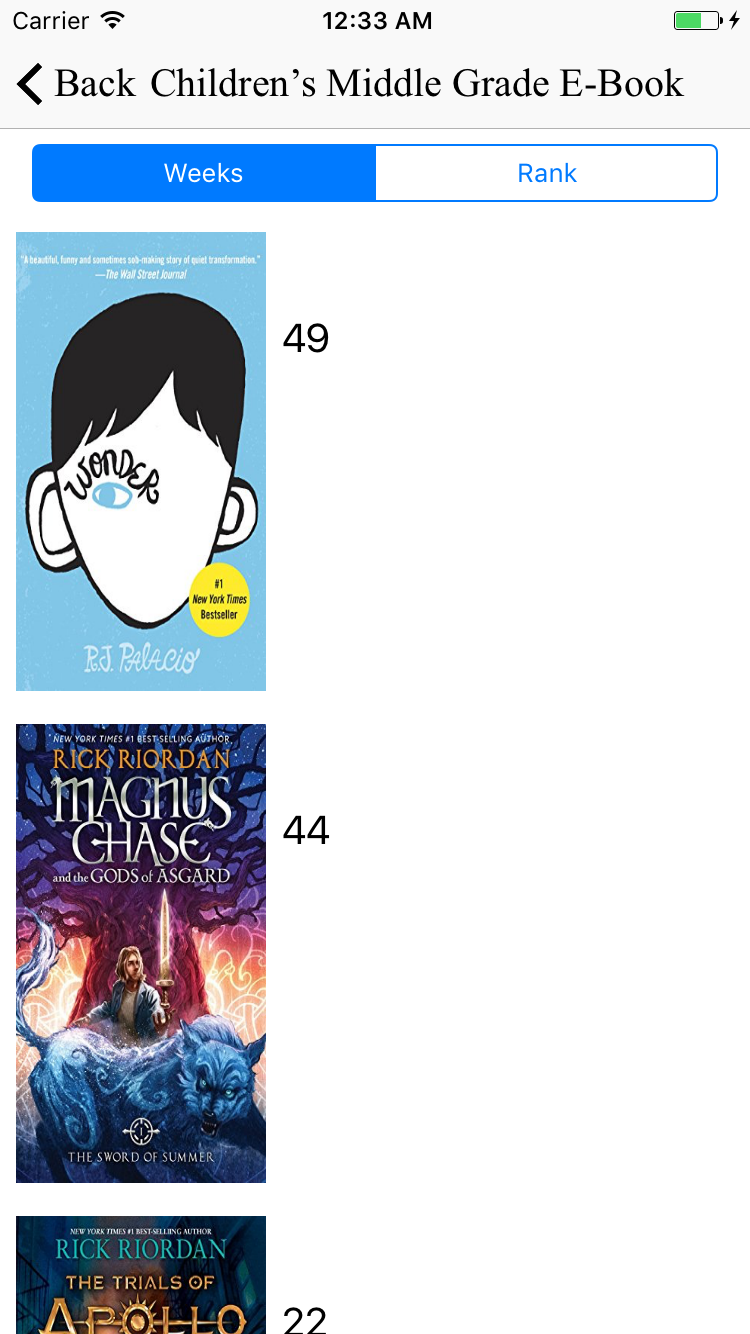 Carrier 12:33 AM
Back Children’s Middle Grade E-Book
Weeks Rank
"A beautiful, funny and sometimes sob-making story of quiet transformation."
—The Wall Street Journal
49
WONDER
#1
New York Times
Bestseller
R.J. PALACIO
NEW YORK TIMES #1 BEST-SELLING AUTHOR
RICK RIORDAN
MAGNUS
CHASE
44
and the GODS of ASGARD
I
THE SWORD OF SUMMER
NEW YORK TIMES #1 BEST-SELLING AUTHOR
RICK RIORDAN
THE TRIALS OF
APOLLO
22